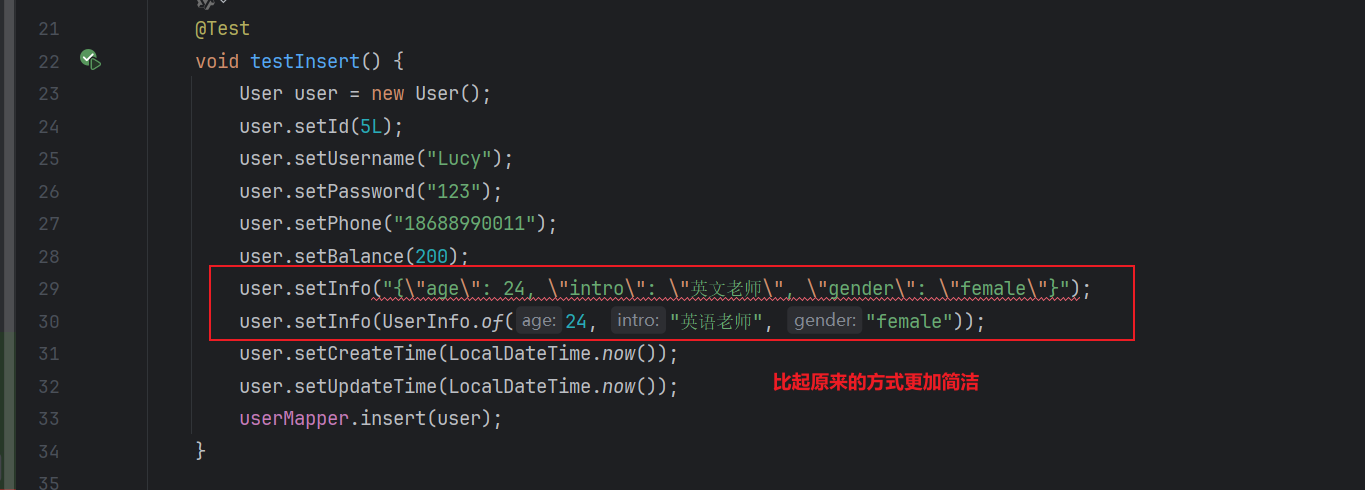 21 @Test
22 void testInsert() {
23 User user = new User();
24 user.setId(5L);
25 user.setUsername("Lucy");
26 user.setPassword("123");
27 user.setPhone("18688990011");
28 user.setBalance(200);
29 user.setInfo("{\"age\": 24, \"intro\": \"英文老师\", \"gender\": \"female\"}");
30 user.setInfo(UserInfo.of( age: 24, intro: "英语老师", gender: "female"));
31 user.setCreateTime(LocalDateTime.now());
32 user.setUpdateTime(LocalDateTime.now());
比起原来的方式更加简洁
33 userMapper.insert(user);
34 }
35